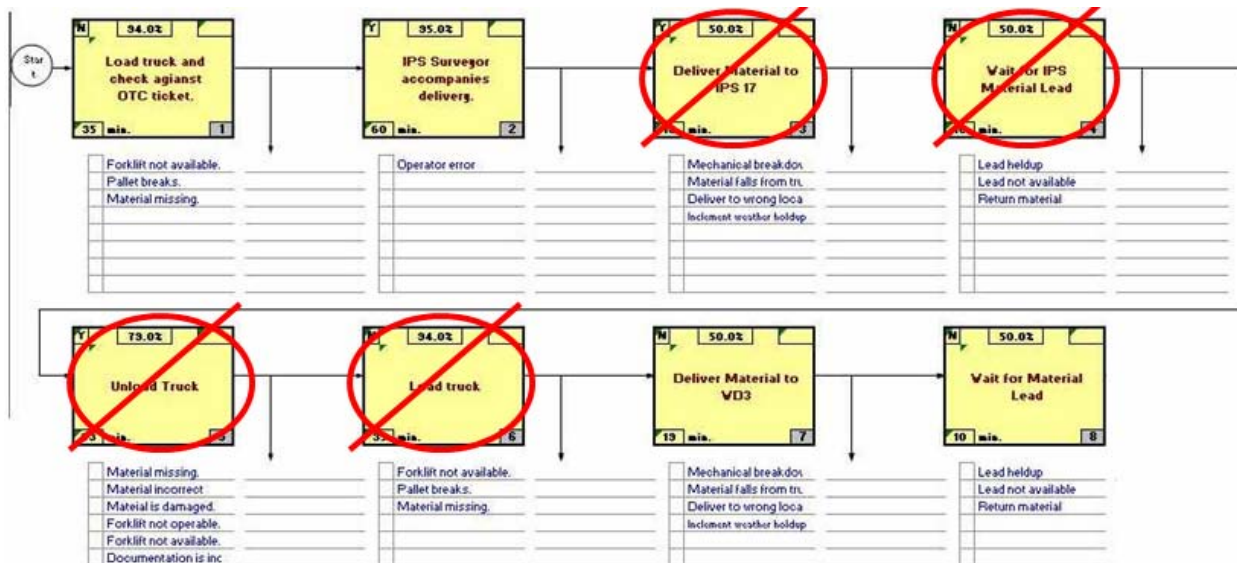 Star
t
N 94.0%
Load truck and
check agianst
OTC ticket.
35 min. 1
Y 95.0%
IPS Surveyor
accompanies
delivery.
60 min. 2
Y 50.0%
Deliver Material to
IPS 17
min. 3
N 50.0%
Wait for IPS
Material Lead
min. 4
Forklift not available.
Pallet breaks.
Material missing.
Operator error
Mechanical breakdov
Material falls from tru
Deliver to wrong loca
Inclement weather holdup
Lead heldup
Lead not available
Return material
Y 79.0%
Unload Truck
min. 5
N 94.0%
Load truck
35 min. 6
N 50.0%
Deliver Material to
WD3
19 min. 7
N 50.0%
Wait for Material
Lead
10 min. 8
Material missing.
Material incorrect
Mateial is damaged.
Forklift not operable.
Forklift not available.
Documentation is inc
Forklift not available.
Pallet breaks.
Material missing.
Mechanical breakdov
Material falls from tru
Deliver to wrong loca
Inclement weather holdup
Lead heldup
Lead not available
Return material